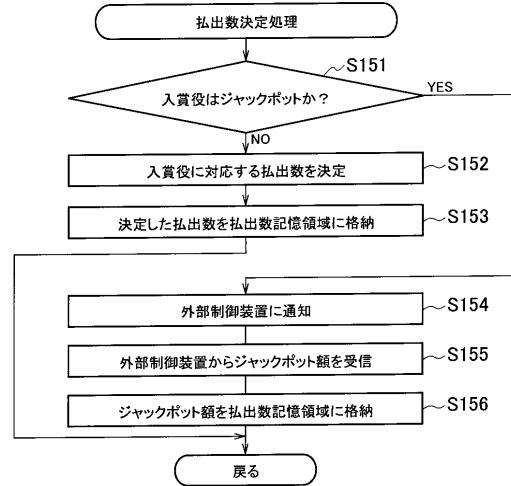 払出数決定処理
S151
入賞役はジャックポットか?
YES
NO
入賞役に対応する払出数を決定
S152
決定した払出数を払出数記憶領域に格納
S153
外部制御装置に通知
S154
外部制御装置からジャックポット額を受信
S155
ジャックポット額を払出数記憶領域に格納
S156
戻る